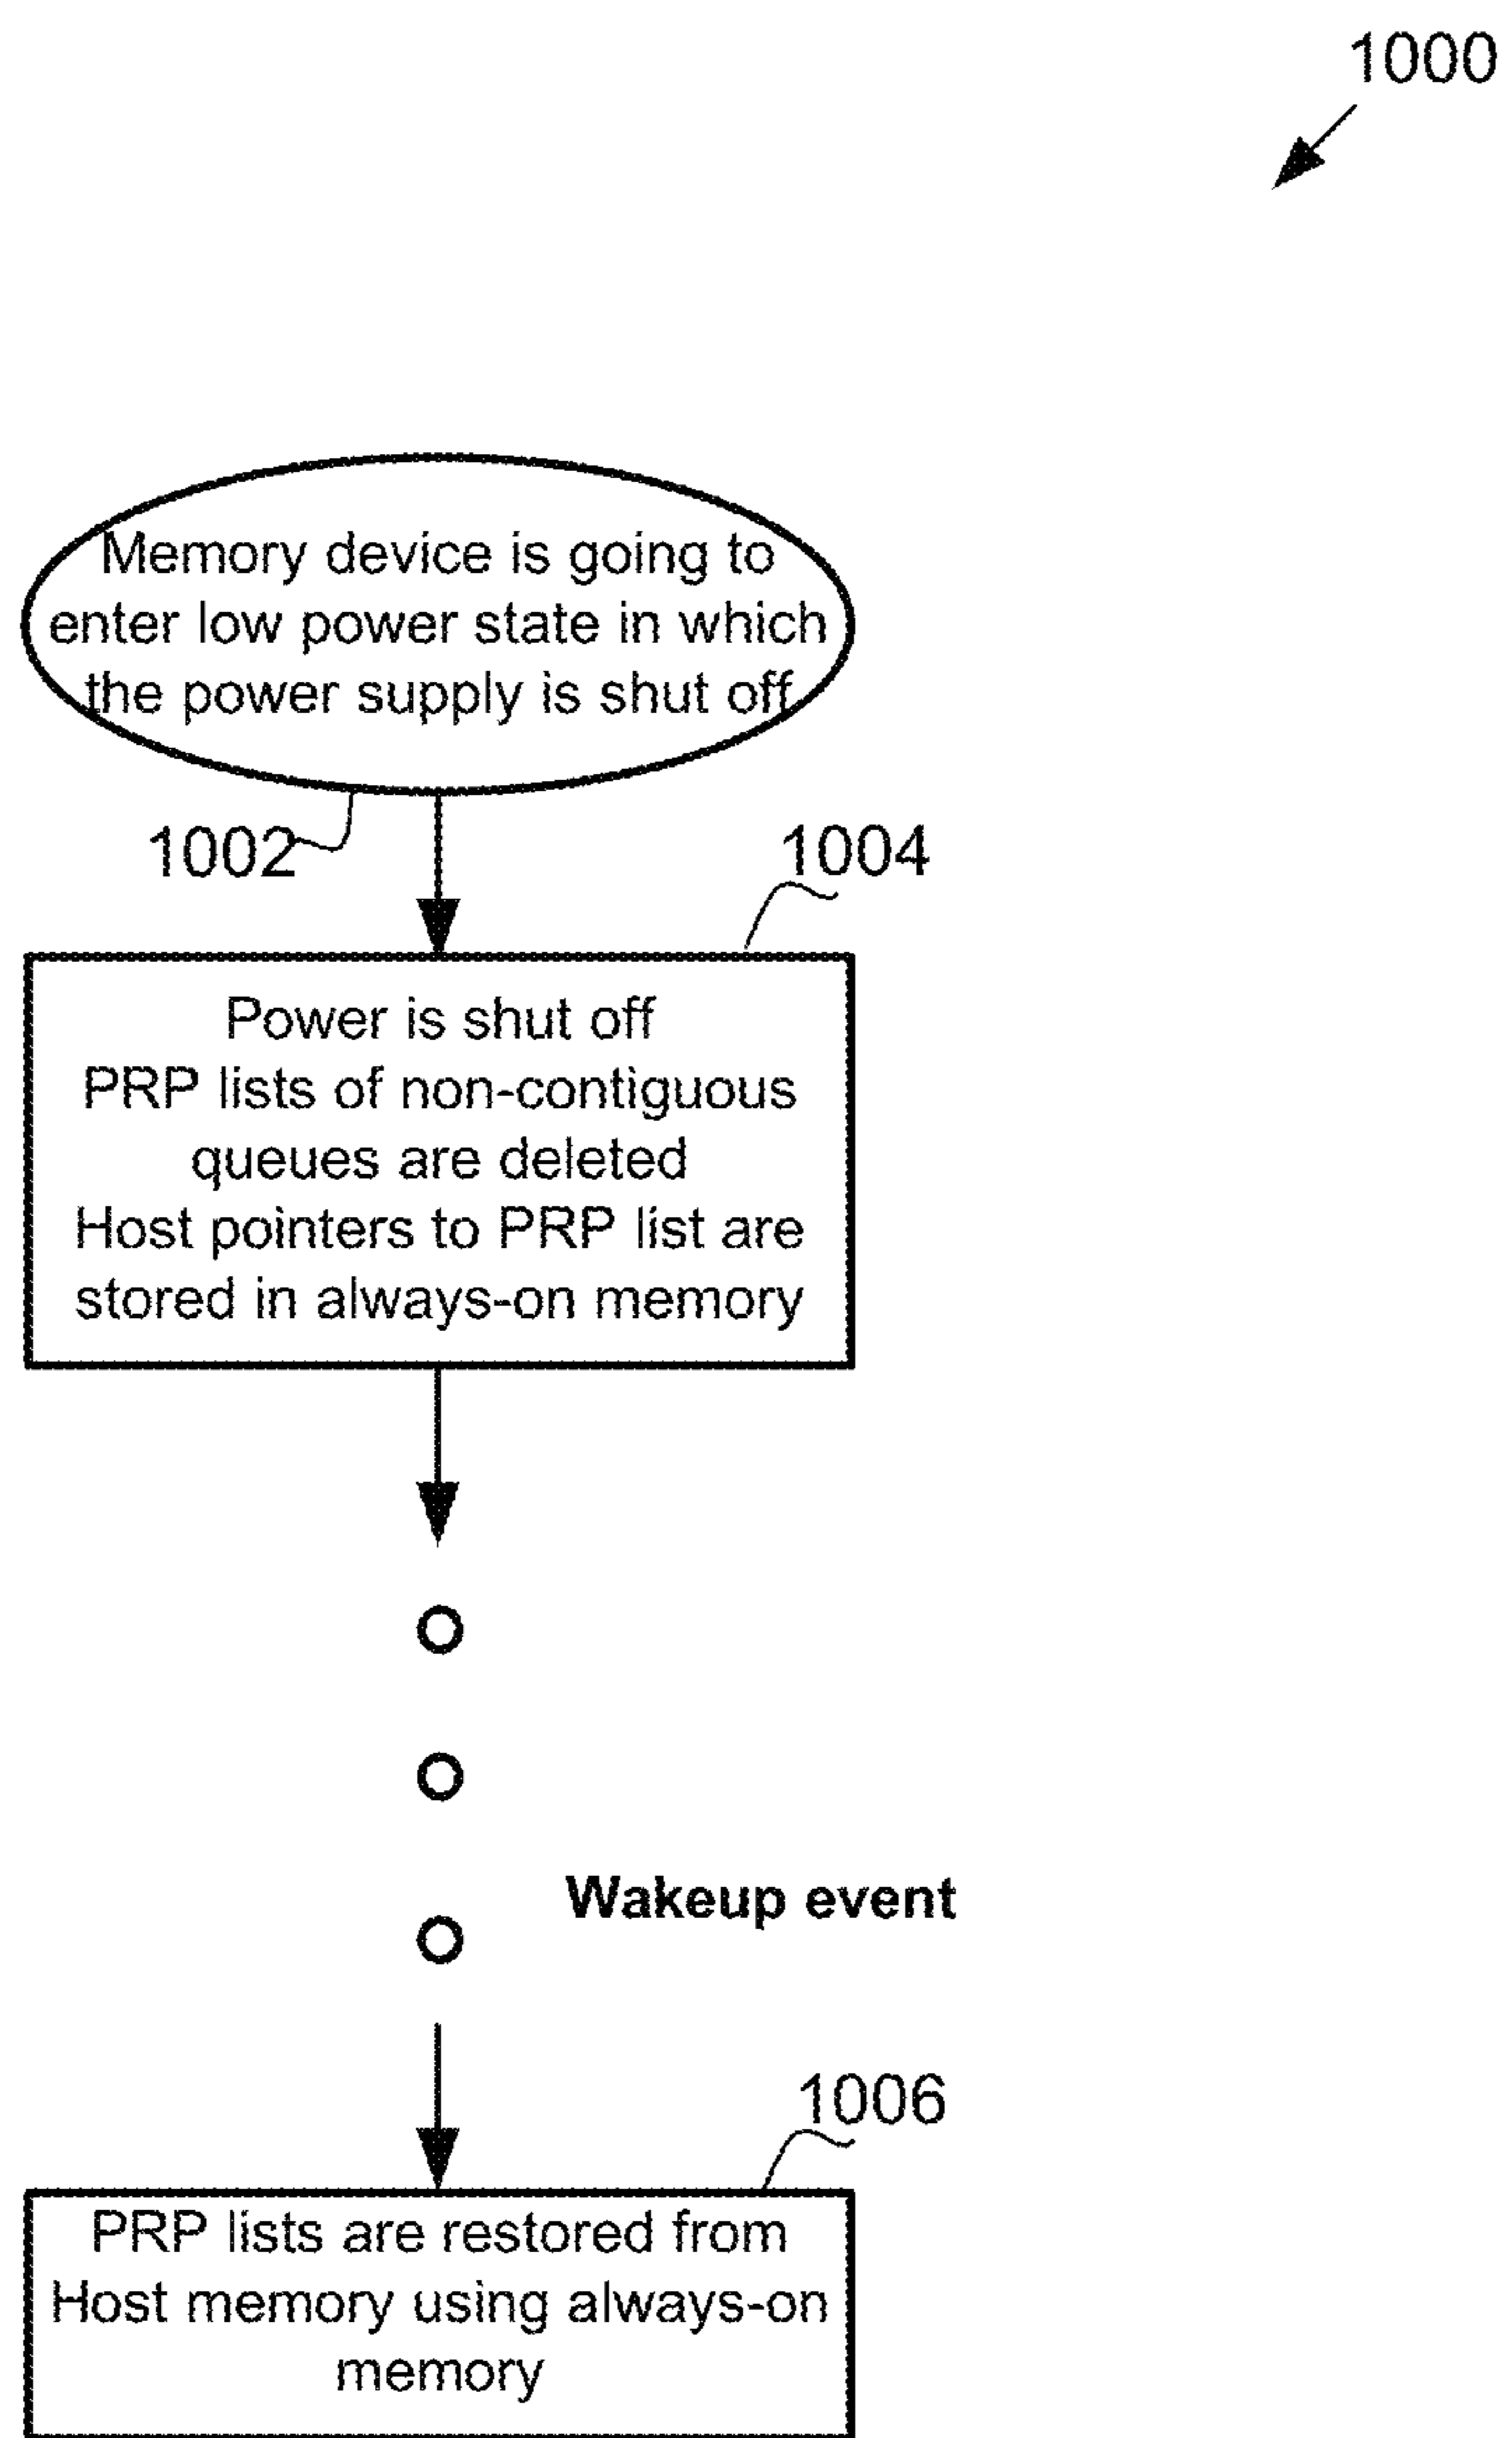 1000
Memory device is going to
enter low power state in which
the power supply is shut off
1002
1004
Power is shut off
PRP lists of non-contiguous
queues are deleted
Host pointers to PRP list are
stored in always-on memory
Wakeup event
1006
PRP lists are restored from
Host memory using always-on
memory